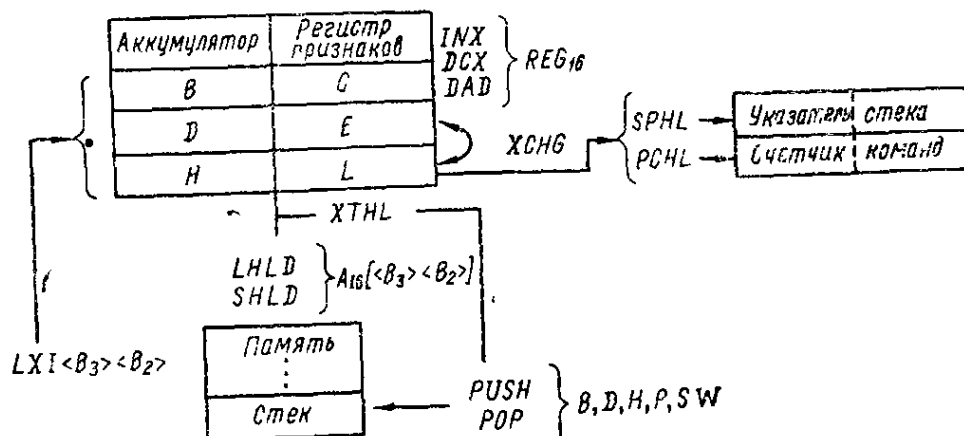 Аккумулятор Регистр признаков
INX
DCX
DAD
REG₁₆
B C
D E
H L
XCHG
SPHL
PCHL
Указатель стека
Счетчик команд
XTHL
LHLD
SHLD
A₁₆[<B₃><B₂>]
LXI<B₃><B₂>
Память
Стек
PUSH
POP
B, D, H, P, SW